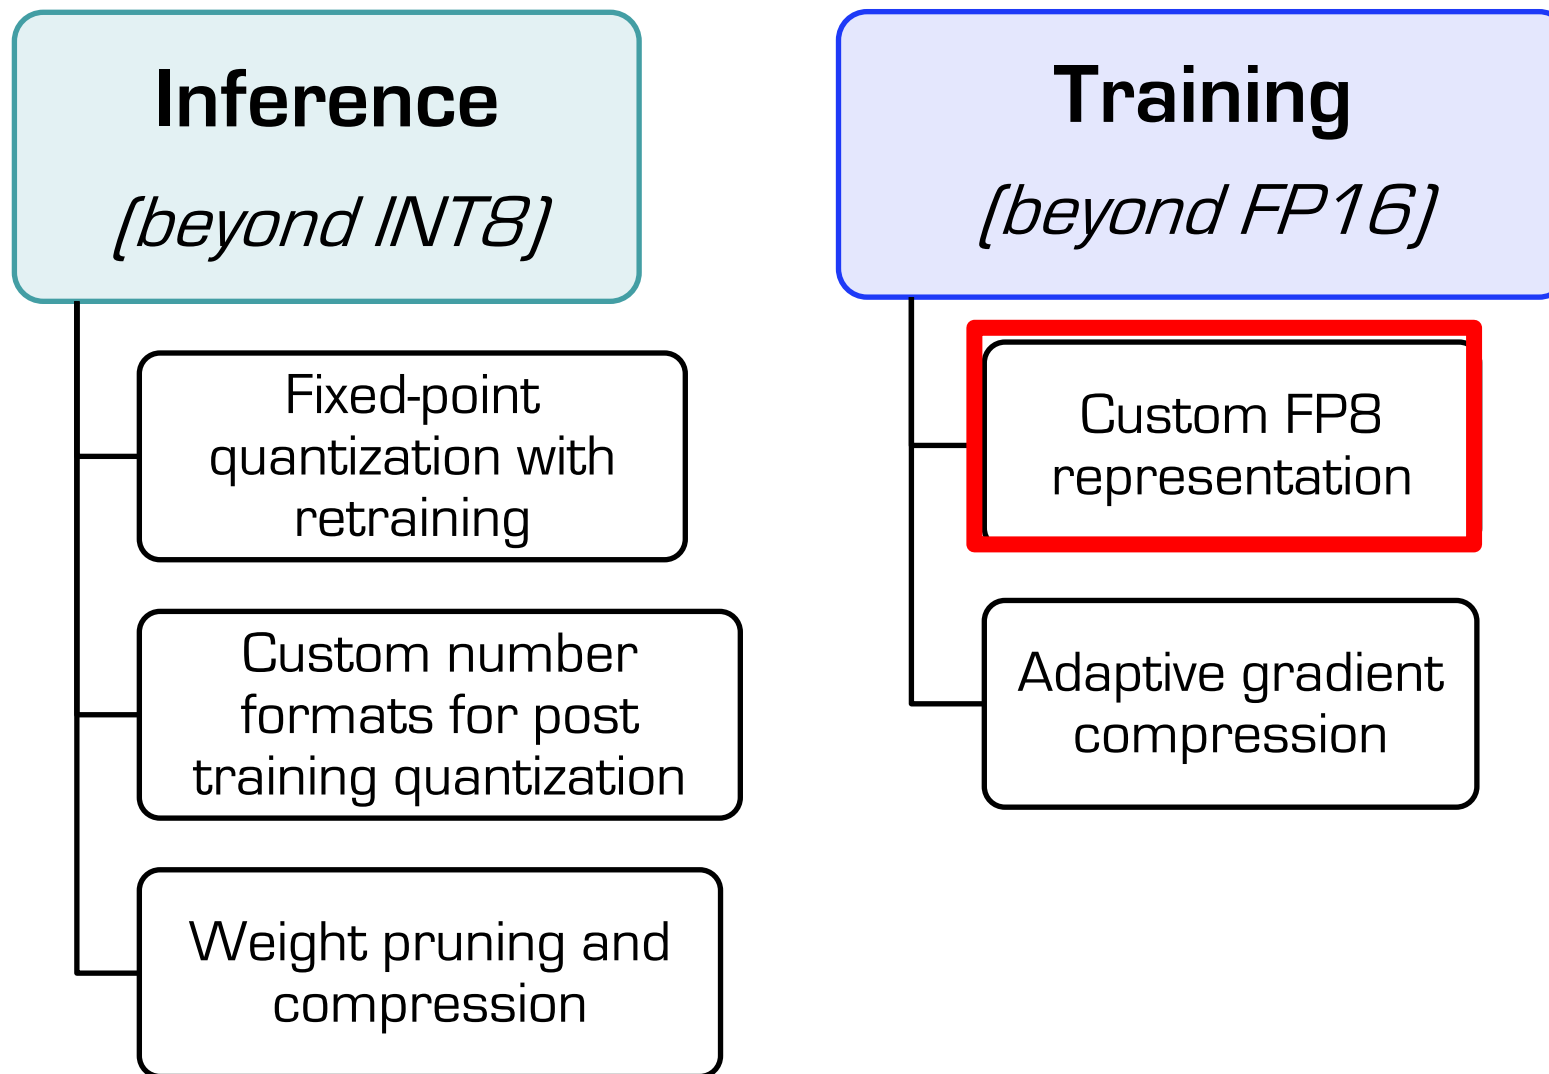 Inference
(beyond INT8)
Fixed-point
quantization with
retraining
Custom number
formats for post
training quantization
Weight pruning and
compression
Training
(beyond FP16)
Custom FP8
representation
Adaptive gradient
compression